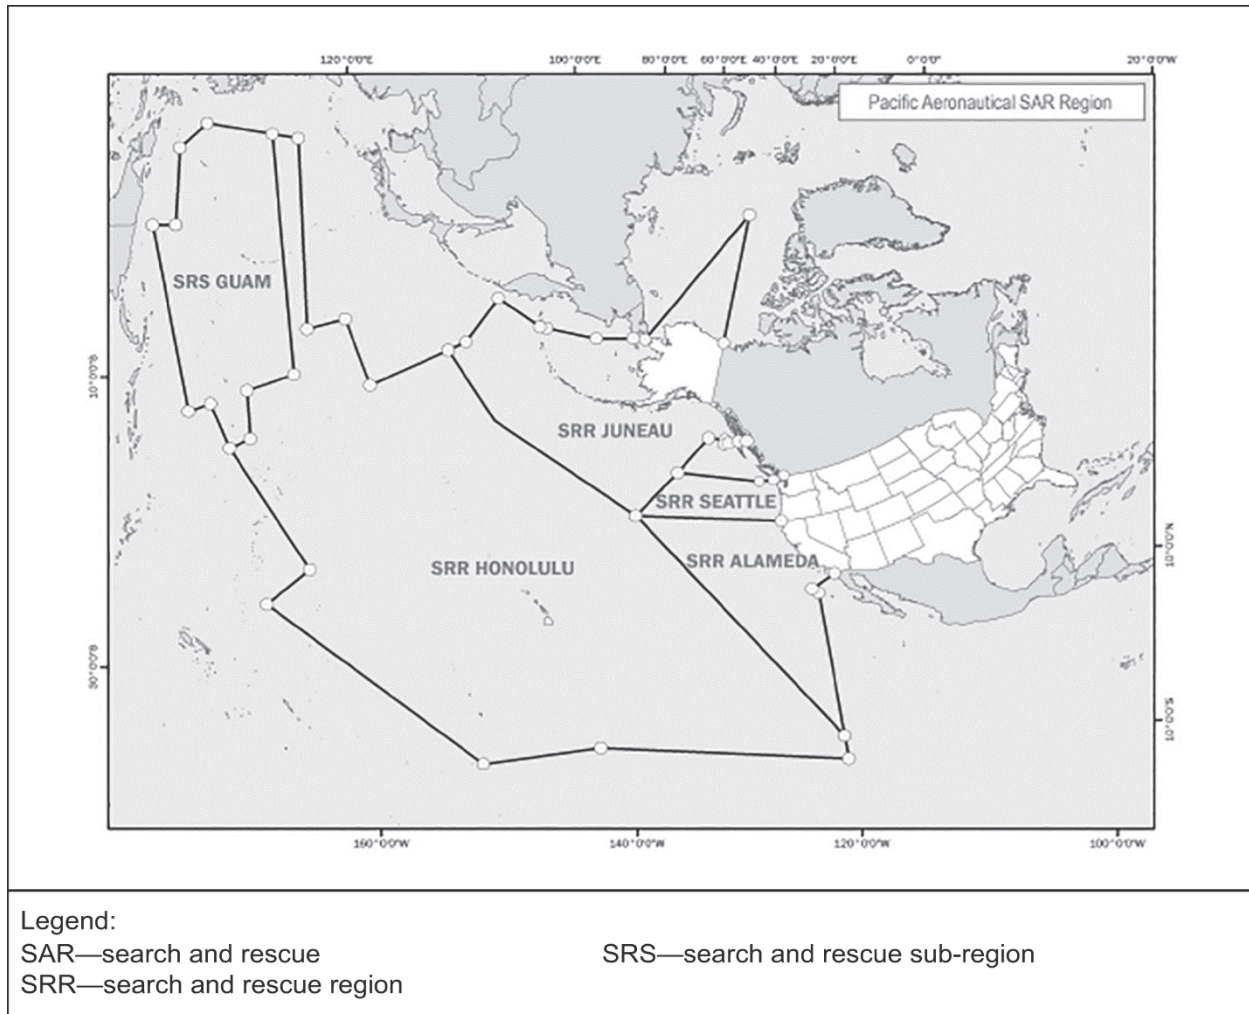 120°0'0"E 100°0'0"E 80°0'0"E 60°0'0"E 40°0'0"E 20°0'0"E 0°0'0" 20°0'0"W
Pacific Aeronautical SAR Region
SRS GUAM
10°0'0"S
SRR JUNEAU
SRR SEATTLE
10°0'0"N
SRR ALAMEDA
SRR HONOLULU
30°0'0"S
10°0'0"S
160°0'0"W 140°0'0"W 120°0'0"W 100°0'0"W
Legend:
SAR—search and rescue SRS—search and rescue sub-region
SRR—search and rescue region